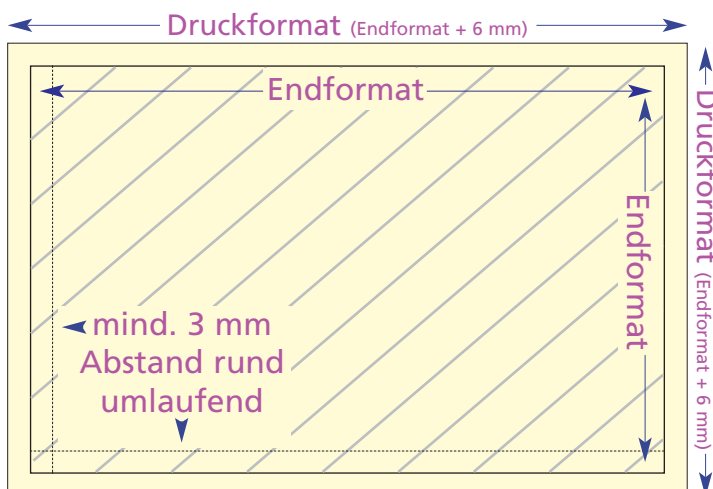 Druckformat (Endformat + 6 mm)
Endformat
Druckformat (Endformat + 6 mm)
Endformat
mind. 3 mm
Abstand rund
umlaufend